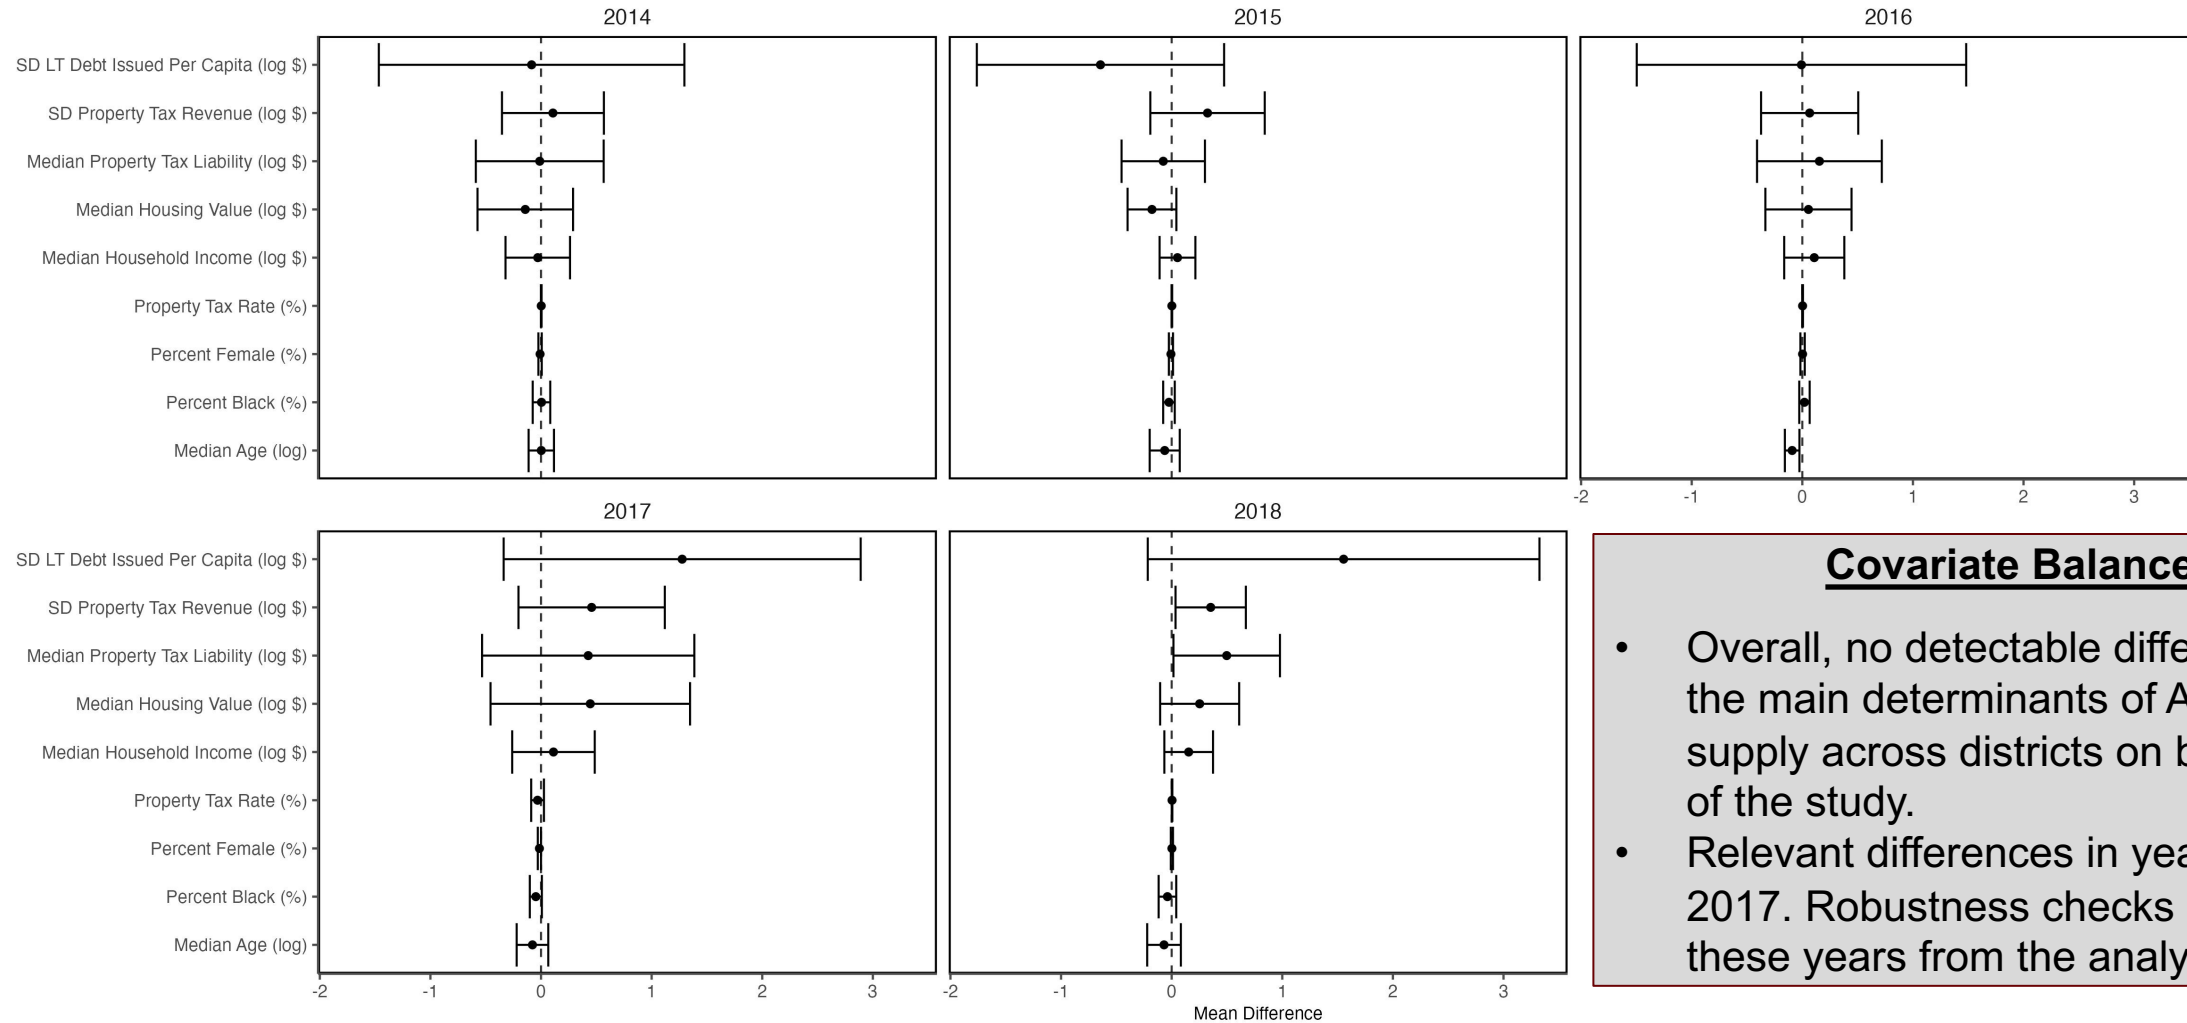 2014
2015
2016
SD LT Debt Issued Per Capita (log $)
SD Property Tax Revenue (log $)
Median Property Tax Liability (log $)
Median Housing Value (log $)
Median Household Income (log $)
Property Tax Rate (%)
Percent Female (%)
Percent Black (%)
Median Age (log)
-2 -1 0 1 2 3
2017
2018
SD LT Debt Issued Per Capita (log $)
SD Property Tax Revenue (log $)
Median Property Tax Liability (log $)
Median Housing Value (log $)
Median Household Income (log $)
Property Tax Rate (%)
Percent Female (%)
Percent Black (%)
Median Age (log)
-2 -1 0 1 2 3
-2 -1 0 1 2 3
Mean Difference
Covariate Balance
• Overall, no detectable
the main determinants of
supply across districts on
of the study.
• Relevant differences in
2017. Robustness checks
these years from the